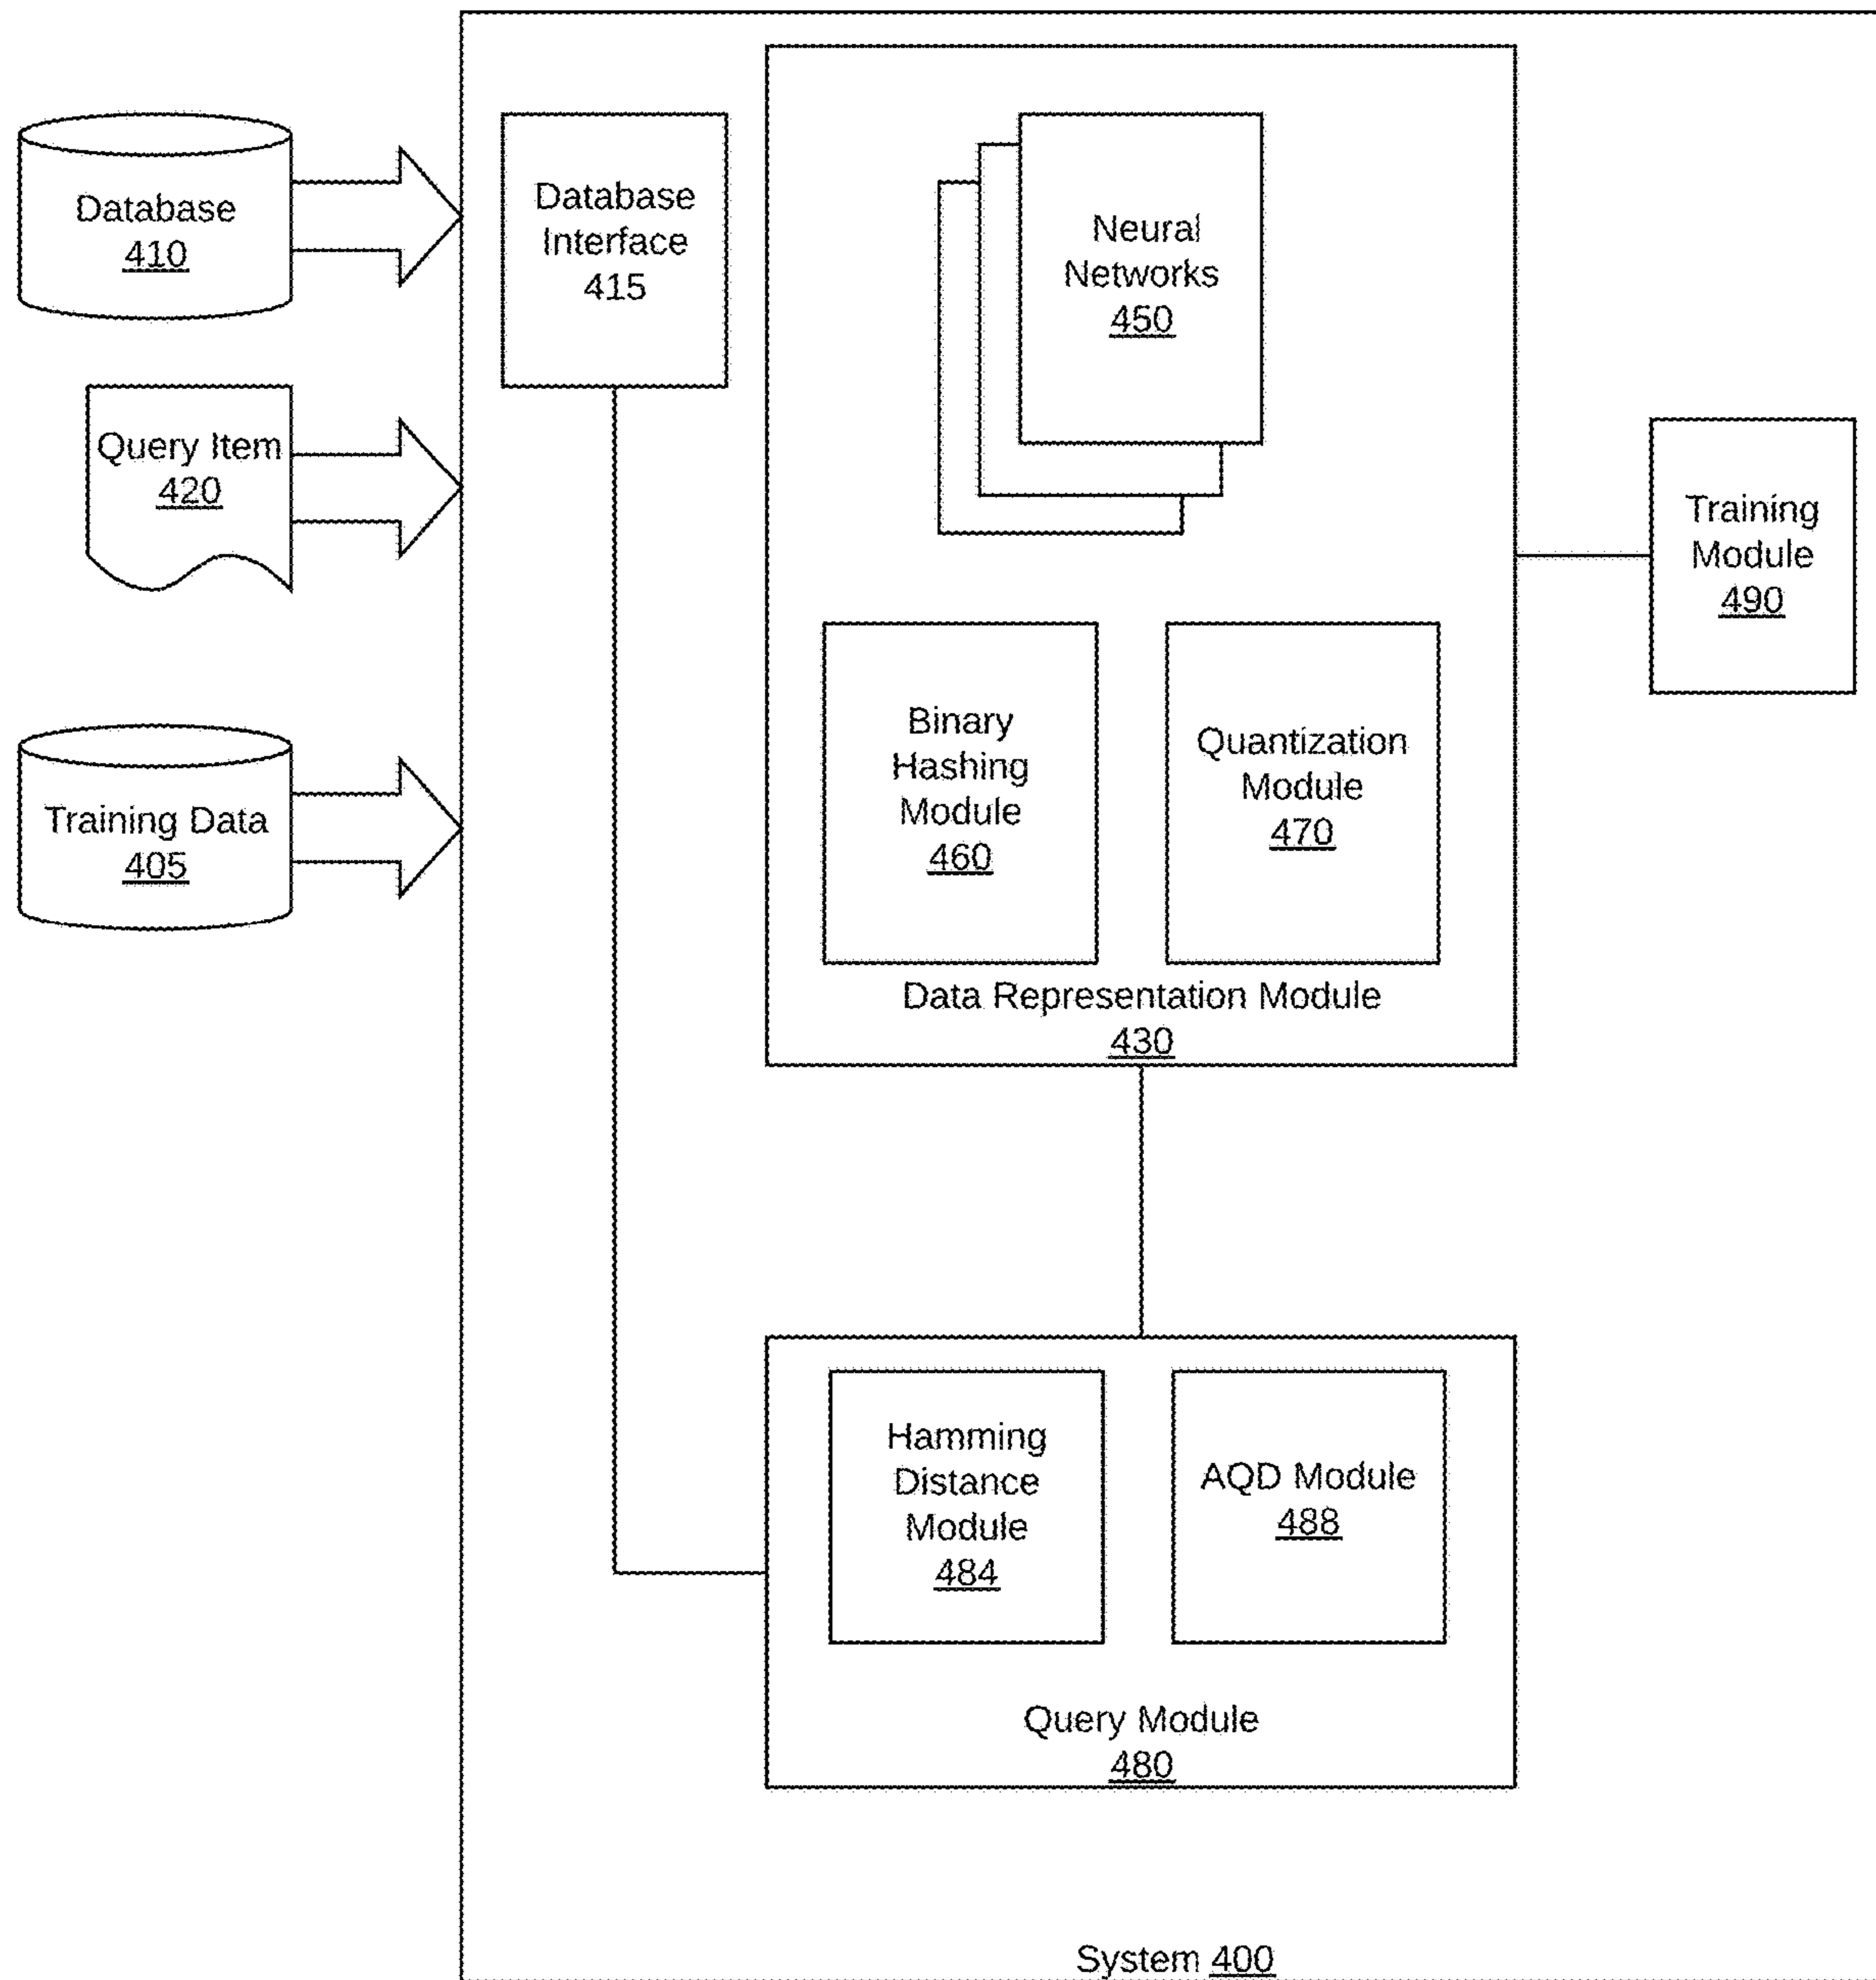 Database
410
Query Item
420
Training Data
405
Database
Interface
415
Neural
Networks
450
Binary
Hashing
Module
460
Quantization
Module
470
Data Representation Module
430
Training
Module
490
Hamming
Distance
Module
484
AQD Module
488
Query Module
480
System 400